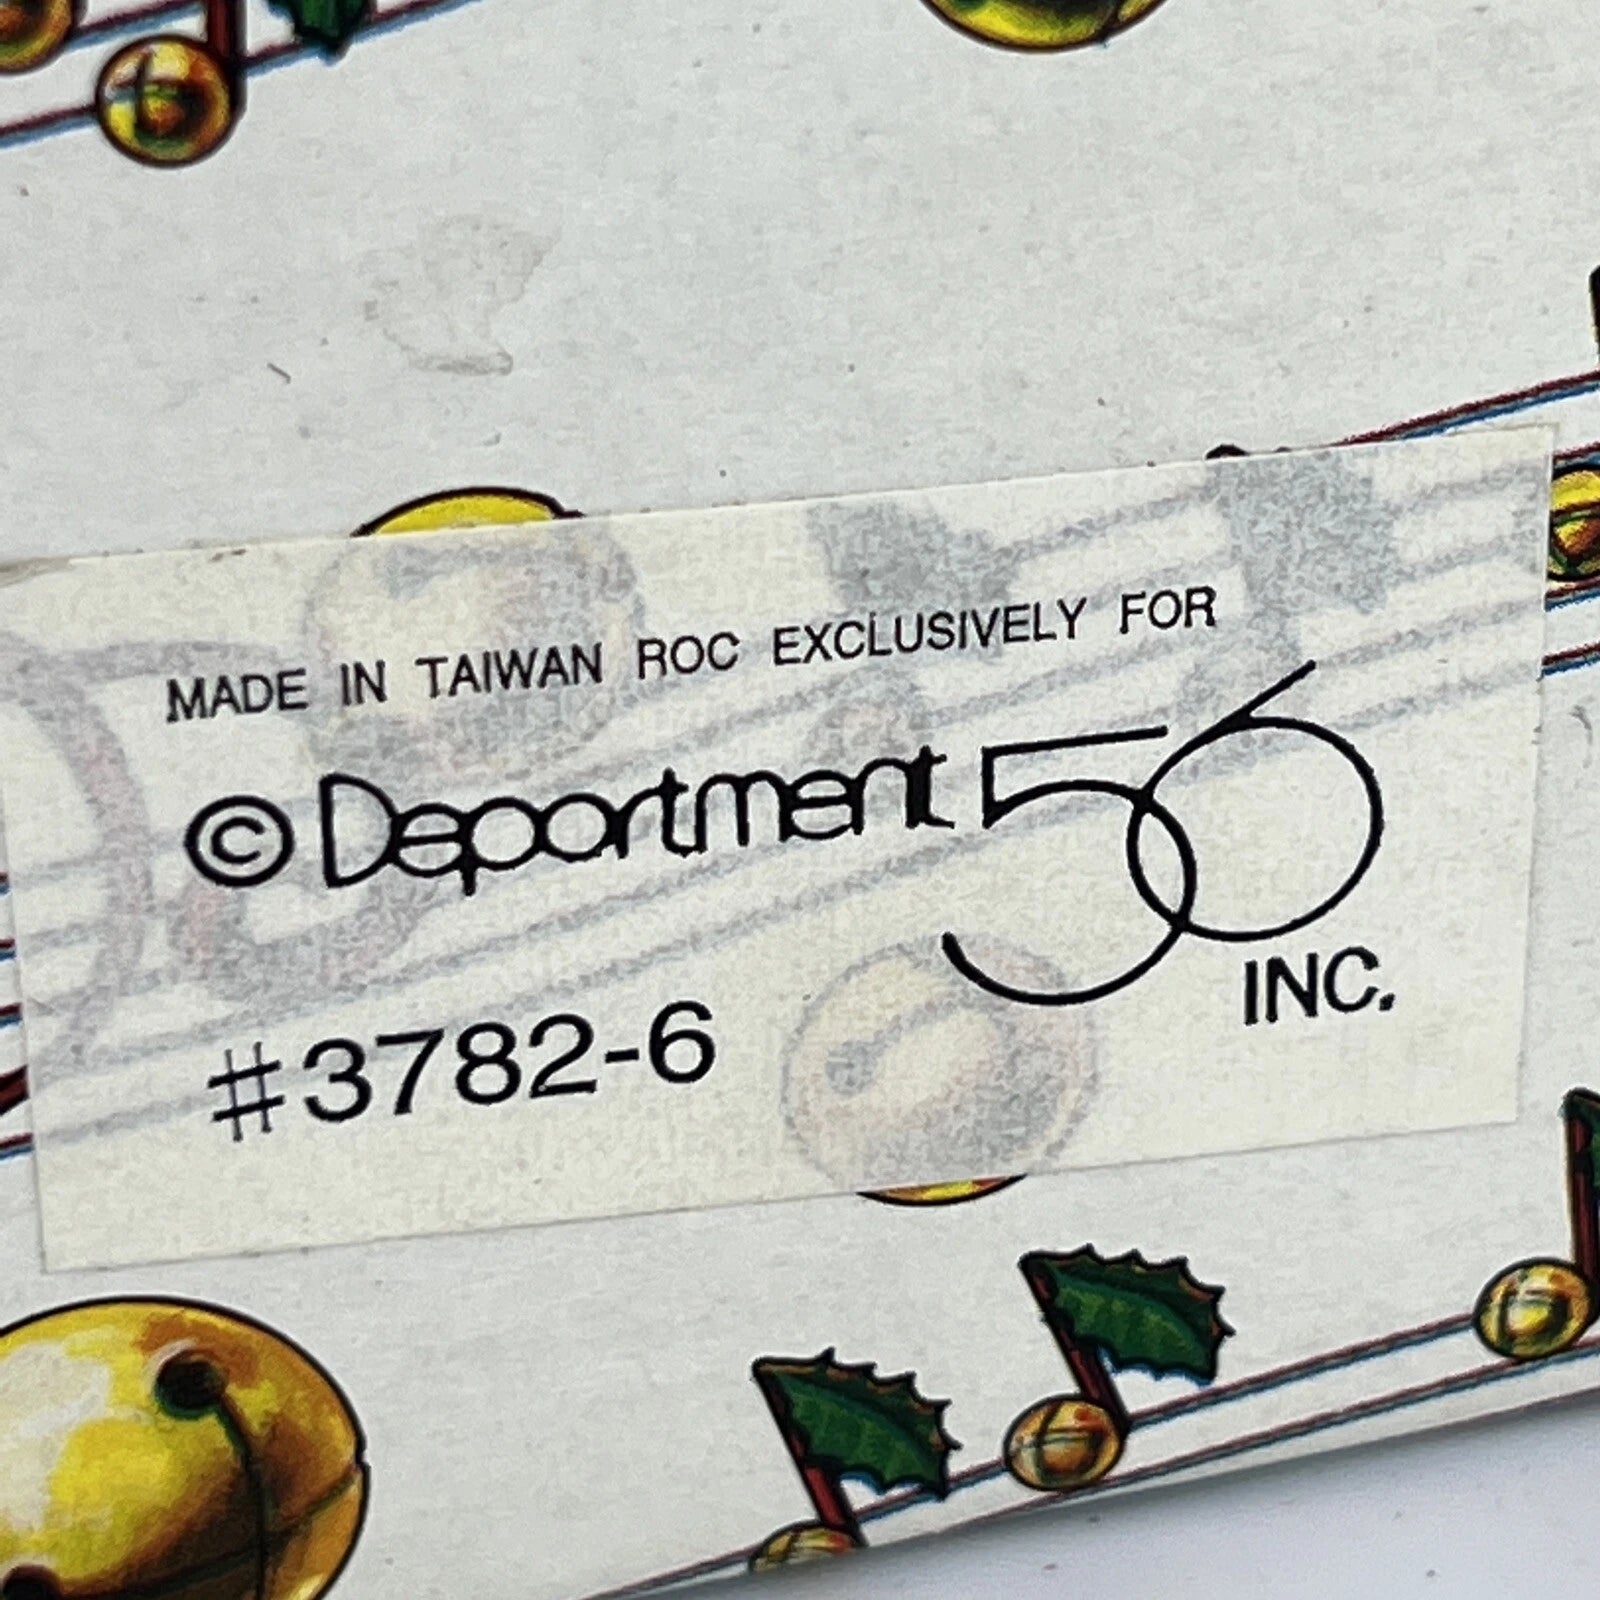 MADE IN TAIWAN ROC EXCLUSIVELY FOR
© Department 56
INC.
#3782-6